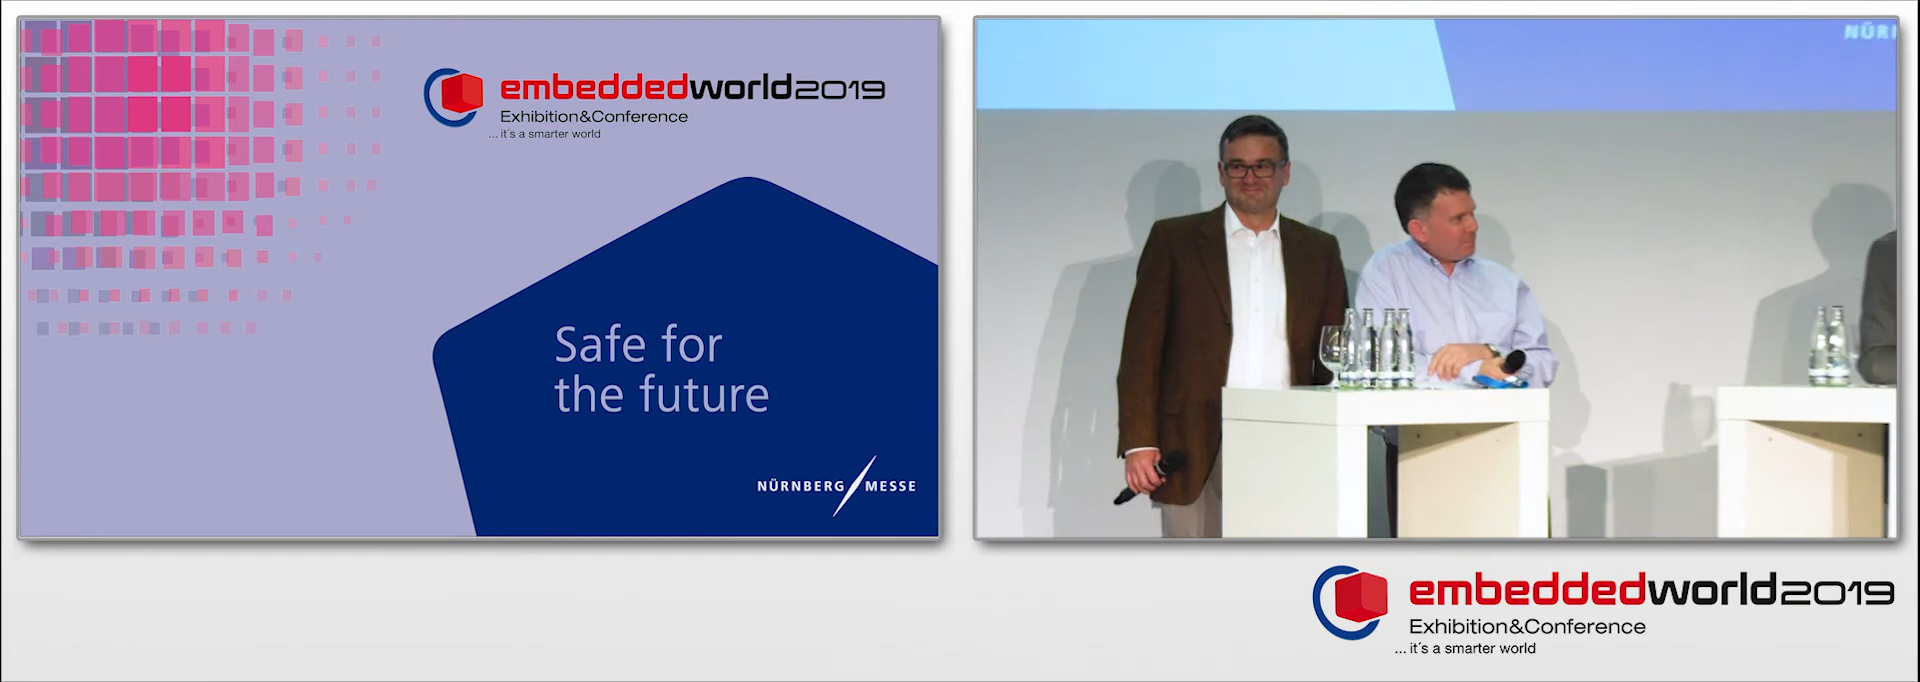 embeddedworld2019
Exhibition&Conference
... it's a smarter world
Safe for
the future
NÜRNBERG MESSE
NÜR
embeddedworld2019
Exhibition&Conference
... it's a smarter world